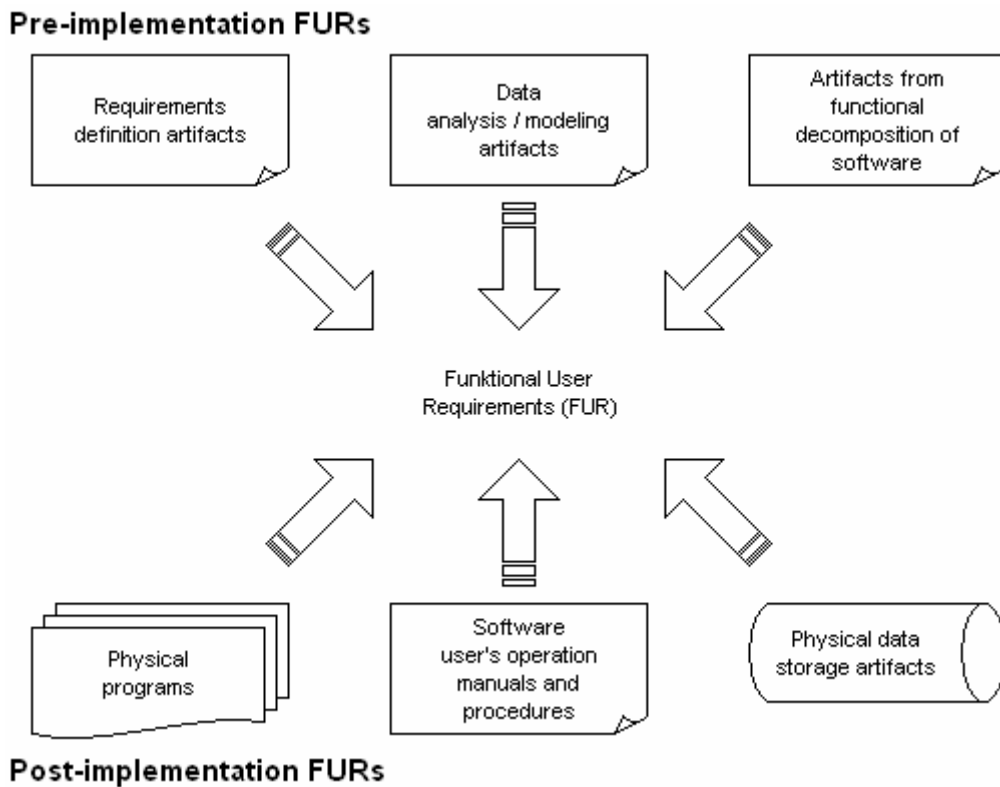 Pre-implementation FURs
Requirements
definition artifacts
Data
analysis / modeling
artifacts
Artifacts from
functional
decomposition of
software
Funktional User
Requirements (FUR)
Physical
programs
Software
user's operation
manuals and
procedures
Physical data
storage artifacts
Post-implementation FURs